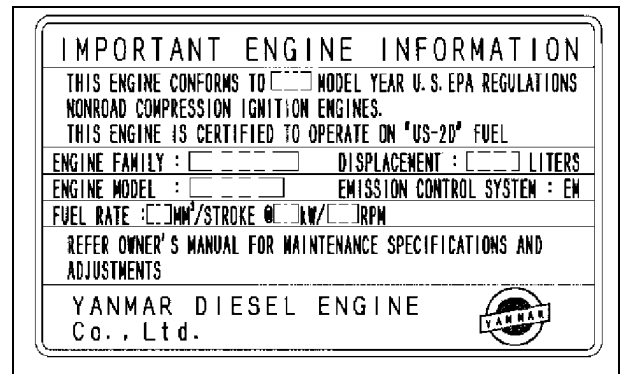 IMPORTANT ENGINE INFORMATION
THIS ENGINE CONFORMS TO MODEL YEAR U.S. EPA REGULATIONS
NONROAD COMPRESSION IGNITION ENGINES.
THIS ENGINE IS CERTIFIED TO OPERATE ON "US-2D" FUEL
ENGINE FAMILY : DISPLACEMENT : LITERS
ENGINE MODEL : EMISSION CONTROL SYSTEM : EM
FUEL RATE : MM³/STROKE @ kW/ RPM
REFER OWNER'S MANUAL FOR MAINTENANCE SPECIFICATIONS AND
ADJUSTMENTS
YANMAR DIESEL ENGINE
Co., Ltd.
YANMAR